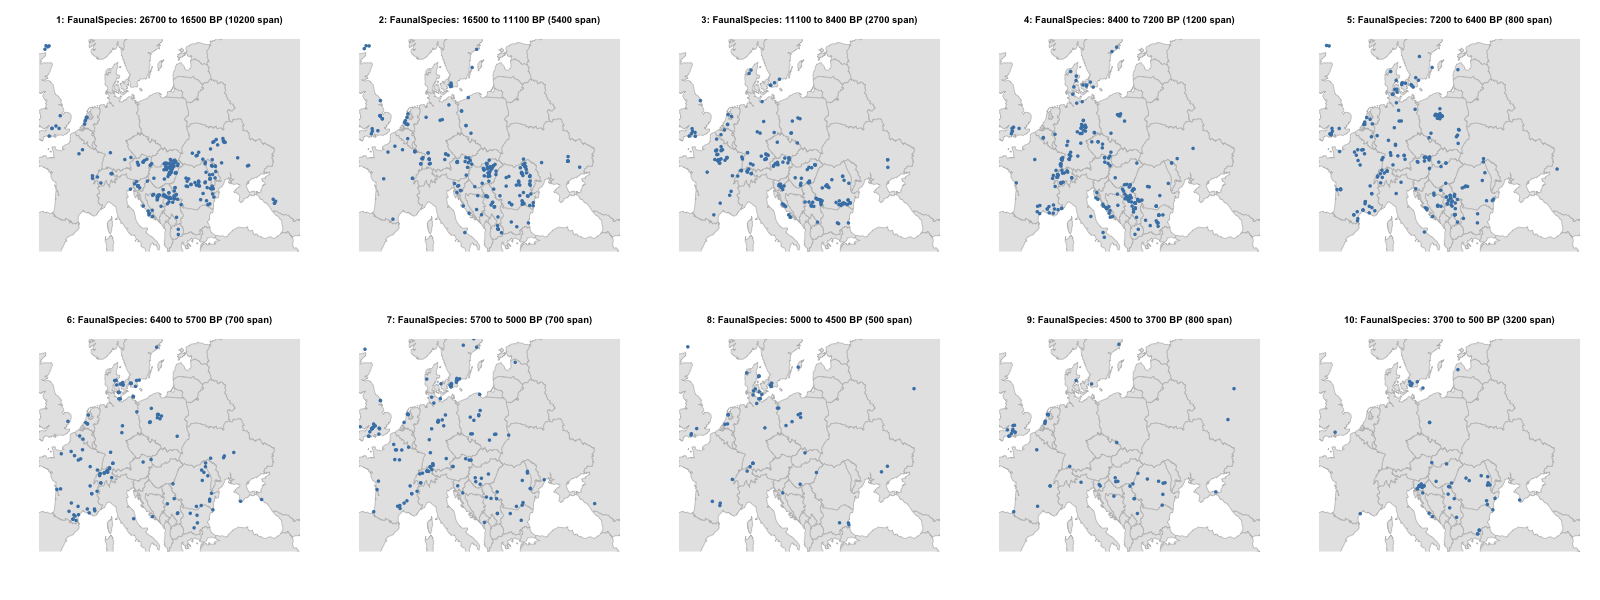 1: FaunalSpecies: 26700 to 16500 BP (10200 span)
2: FaunalSpecies: 16500 to 11100 BP (5400 span)
3: FaunalSpecies: 11100 to 8400 BP (2700 span)
4: FaunalSpecies: 8400 to 7200 BP (1200 span)
5: FaunalSpecies: 7200 to 6400 BP (800 span)
6: FaunalSpecies: 6400 to 5700 BP (700 span)
7: FaunalSpecies: 5700 to 5000 BP (700 span)
8: FaunalSpecies: 5000 to 4500 BP (500 span)
9: FaunalSpecies: 4500 to 3700 BP (800 span)
10: FaunalSpecies: 3700 to 500 BP (3200 span)